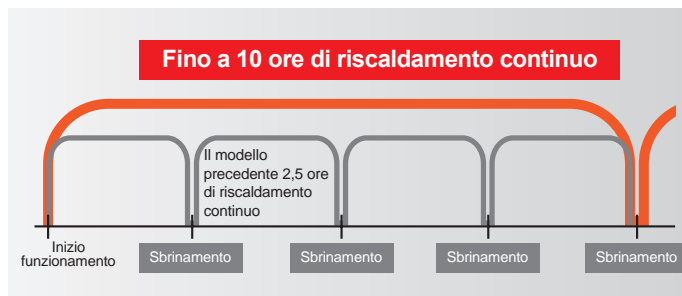 Fino a 10 ore di riscaldamento continuo
Il modello
precedente 2,5 ore
di riscaldamento
continuo
Inizio
funzionamento
Sbrinamento
Sbrinamento
Sbrinamento
Sbrinamento